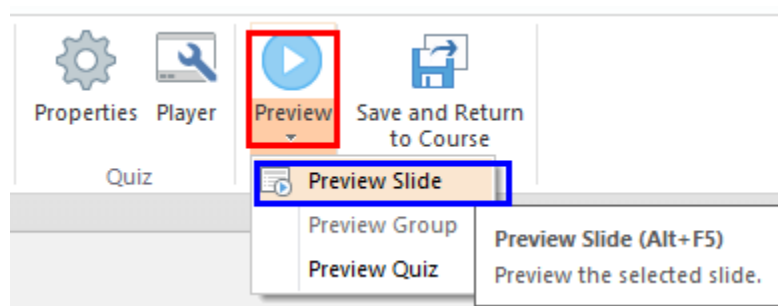 Properties
Player
Preview
Save and Return
to Course
Quiz
Preview Slide
Preview Group
Preview Quiz
Preview Slide (Alt+F5)
Preview the selected slide.